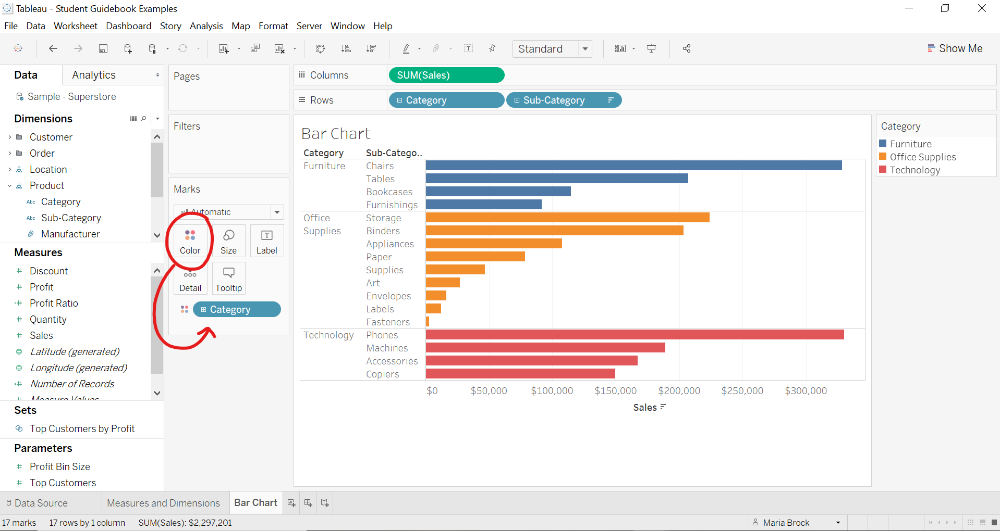 Tableau - Student Guidebook Examples
File Data Worksheet Dashboard Story Analysis Map Format Server Window Help
Standard
Show Me
Data
Analytics
Sample - Superstore
Dimensions
Customer
Order
Location
Product
Abc Category
Abc Sub-Category
Manufacturer
Measures
# Discount
# Profit
=# Profit Ratio
# Quantity
# Sales
Latitude (generated)
Longitude (generated)
=# Number of Records
# Measure Values
Sets
Top Customers by Profit
Parameters
# Profit Bin Size
# Top Customers
Pages
Filters
Marks
Automatic
Color
Size
T
Label
Detail
Tooltip
Category
Columns
SUM(Sales)
Rows
Category
Sub-Category
Bar Chart
Category Sub-Catego..
Furniture Chairs
Tables
Bookcases
Furnishings
Office Storage
Supplies Binders
Appliances
Paper
Supplies
Art
Envelopes
Labels
Fasteners
Technology Phones
Machines
Accessories
Copiers
$0 $50,000 $100,000 $150,000 $200,000 $250,000 $300,000
Sales
Category
Furniture
Office Supplies
Technology
Data Source
Measures and Dimensions
Bar Chart
17 marks 17 rows by 1 column SUM(Sales): $2,297,201
Maria Brock